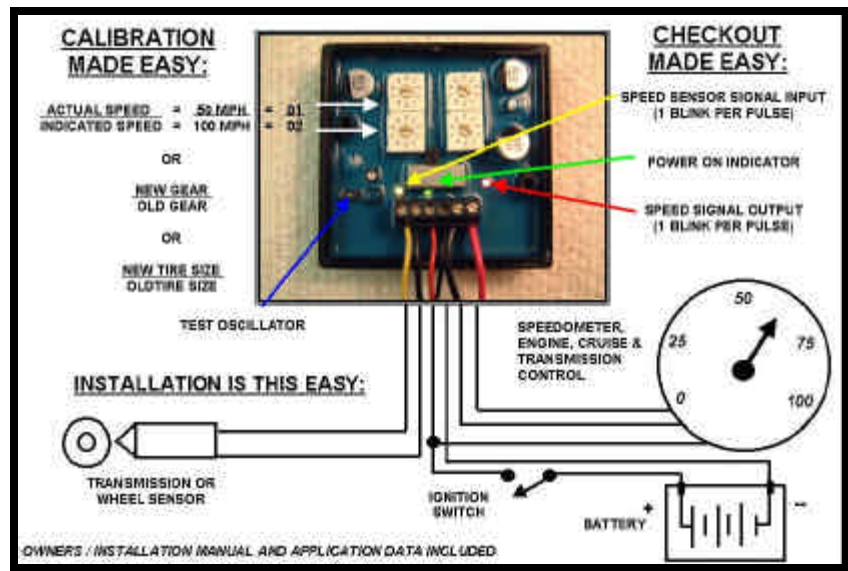 CALIBRATION
MADE EASY:
ACTUAL SPEED = 50 MPH = 01
INDICATED SPEED = 100 MPH = 02
OR
NEW GEAR
OLD GEAR
OR
NEW TIRE SIZE
OLDTIRE SIZE
TEST OSCILLATOR
CHECKOUT
MADE EASY:
SPEED SENSOR SIGNAL INPUT
(1 BLINK PER PULSE)
POWER ON INDICATOR
SPEED SIGNAL OUTPUT
(1 BLINK PER PULSE)
SPEEDOMETER,
ENGINE, CRUISE &
TRANSMISSION
CONTROL
0
25
50
75
100
INSTALLATION IS THIS EASY:
TRANSMISSION OR
WHEEL SENSOR
IGNITION
SWITCH
+
BATTERY
--
OWNERS / INSTALLATION MANUAL AND APPLICATION DATA INCLUDED